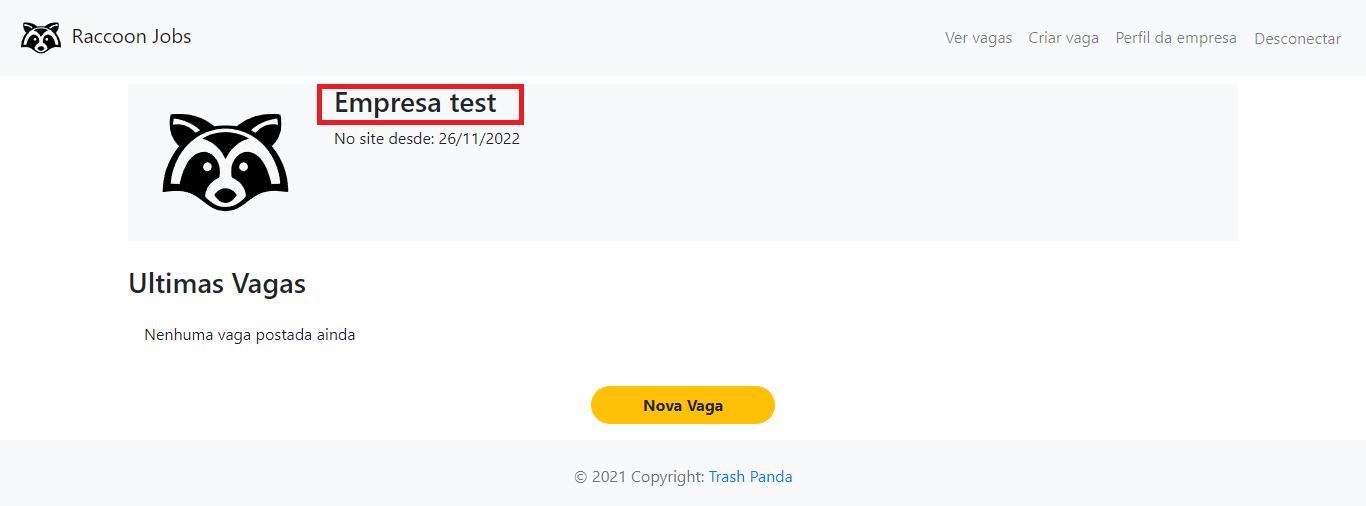 Raccoon Jobs
Ver vagas Criar vaga Perfil da empresa Desconectar
Empresa test
No site desde: 26/11/2022
Ultimas Vagas
Nenhuma vaga postada ainda
Nova Vaga
© 2021 Copyright: Trash Panda